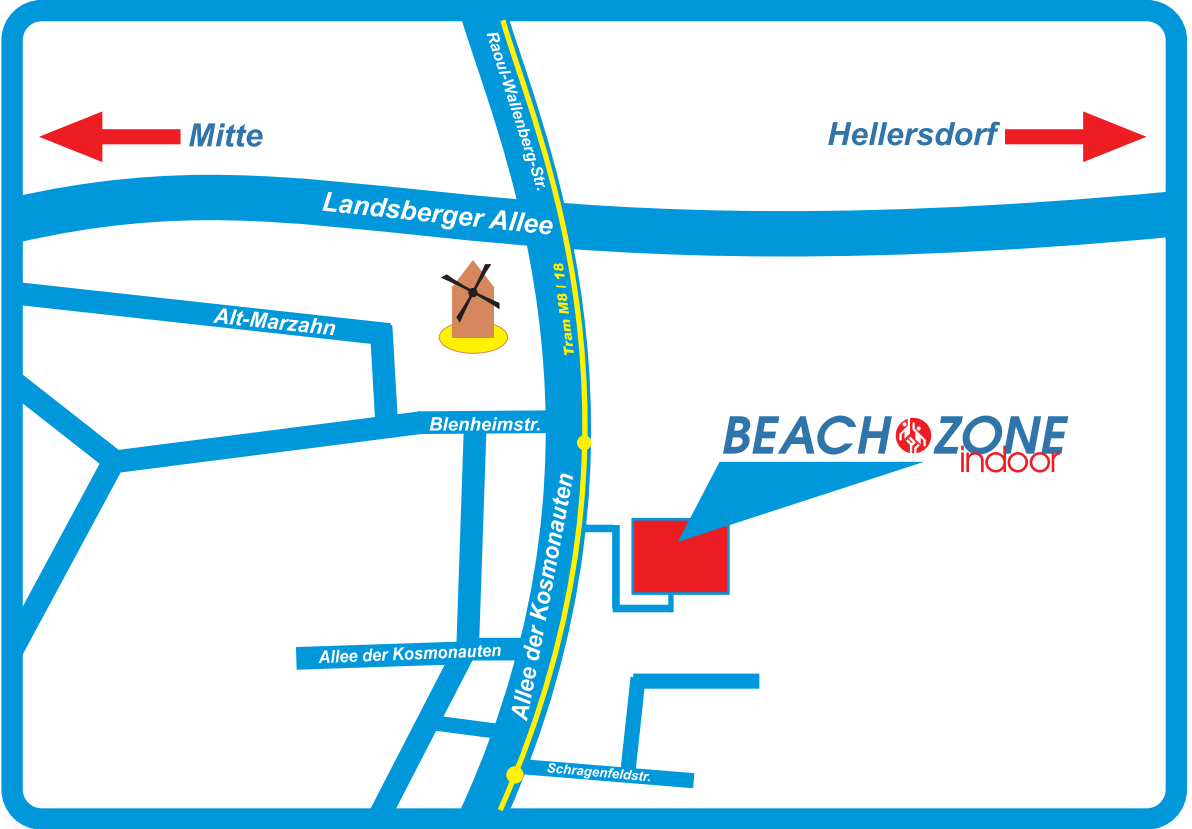 Raoul-Wallenberg-Str.
Mitte
Hellersdorf
Landsberger Allee
Tram M8 | 18
Alt-Marzahn
Blenheimstr.
BEACH ZONE
indoor
Allee der Kosmonauten
Allee der Kosmonauten
Schragenfeldstr.